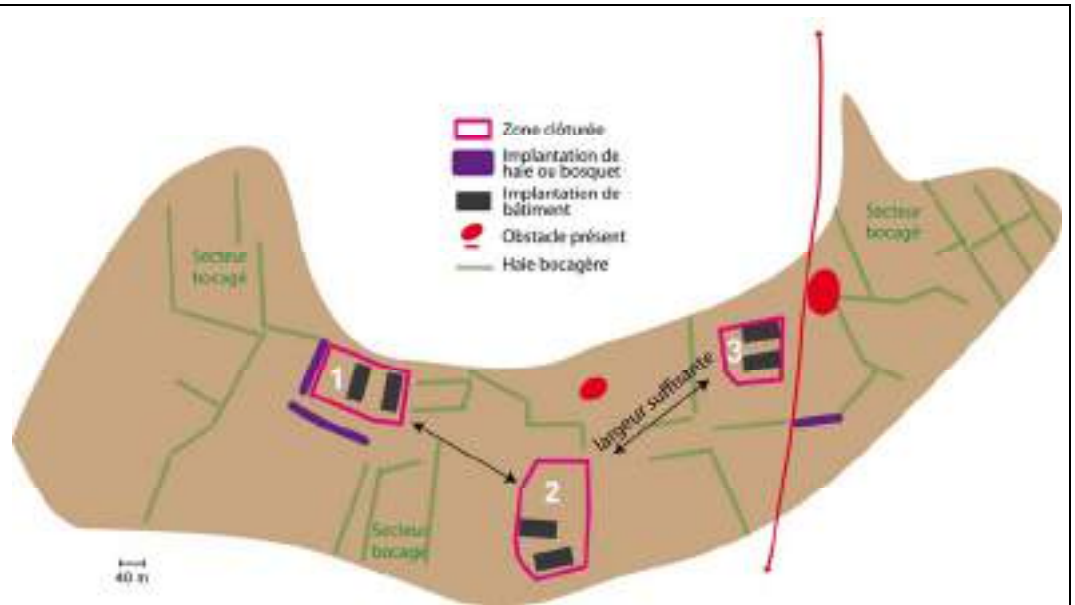 Zone clôturée
Implantation de
haie ou bosquet
Implantation de
bâtiment
Obstacle présent
Haie bocagère
Secteur
bocagé
Secteur
bocagé
1
3
largeur suffisante
2
Secteur
bocagé
40 m